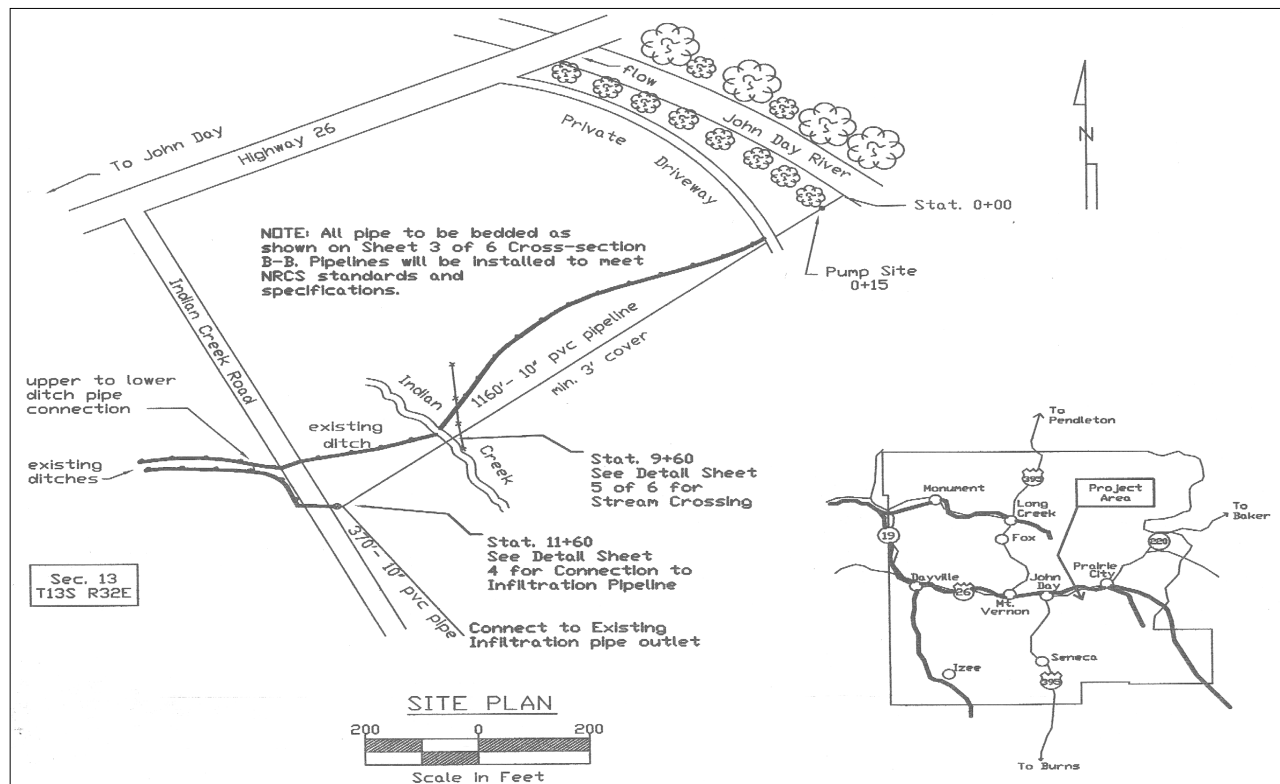 flow
John Day River
Private
Driveway
To John Day
Highway 26
N
Stat. 0+00
Pump Site
0+15
NOTE: All pipe to be bedded as
shown on Sheet 3 of 6 Cross-section
B-B. Pipelines will be installed to meet
NRCS standards and
specifications.
Indian Creek Road
1160'- 10" pvc pipeline
min. 3' cover
upper to lower
ditch pipe
connection
Indian
Creek
existing
ditch
existing
ditches
Stat. 9+60
See Detail Sheet
5 of 6 for
Stream Crossing
Stat. 11+60
See Detail Sheet
4 for Connection to
Infiltration Pipeline
370'- 10" pvc pipe
Connect to Existing
Infiltration pipe outlet
Sec. 13
T13S R32E
SITE PLAN
200 0 200
Scale In Feet
To
Pendleton
395
Project
Area
To
Baker
Monument
Long
Creek
Fox
19
Dayville
26
Mt.
Vernon
John
Day
Prairie
City
Izee
Seneca
395
To Burns